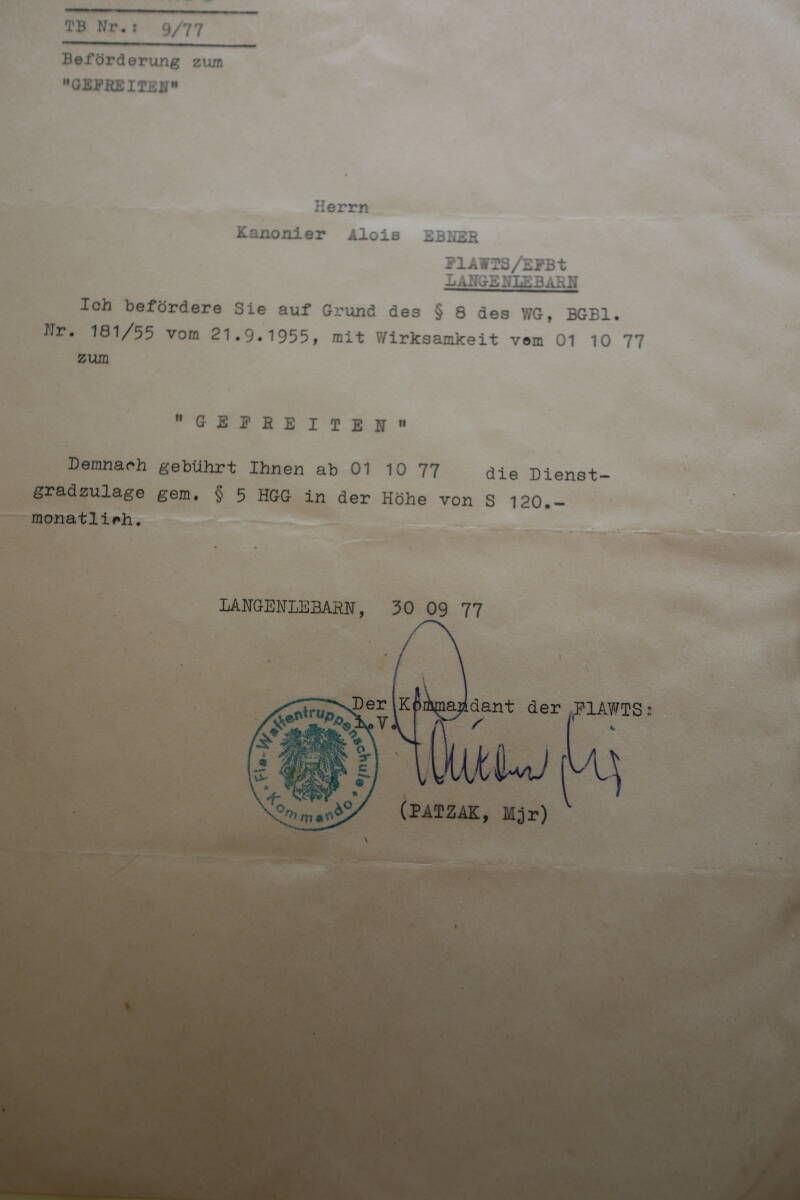 TB Nr.: 9/77
Beförderung zum
"GEFREITEN"
Herrn
Kanonier Alois EBNER
FlAWTS/EFBt
LANGENLEBARN
Ich befördere Sie auf Grund des § 8 des WG, BGBl.
Nr. 181/55 vom 21.9.1955, mit Wirksamkeit vom 01 10 77
zum
" G E F R E I T E N "
Demnach gebührt Ihnen ab 01 10 77 die Dienst-
gradzulage gem. § 5 HGG in der Höhe von S 120.-
monatlich.
LANGENLEBARN, 30 09 77
Der Kommandant der FlAWTS:
i.V.
Fla-Waffentruppenschule
Kommando
(PATZAK, Mjr)